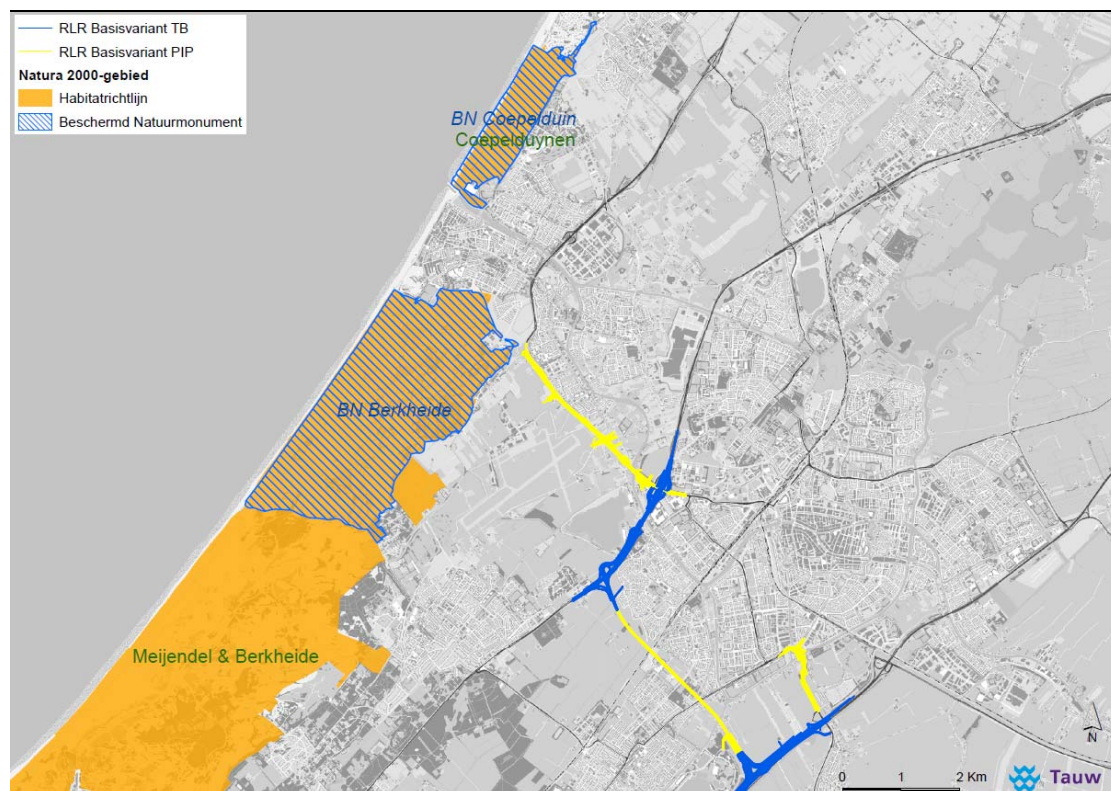 RLR Basisvariant TB
RLR Basisvariant PIP
Natura 2000-gebied
Habitatrichtlijn
Beschermd Natuurmonument
BN Coepelduin
Coepelduynen
BN Berkheide
Meijendel & Berkheide
N
0 1 2 Km
Tauw